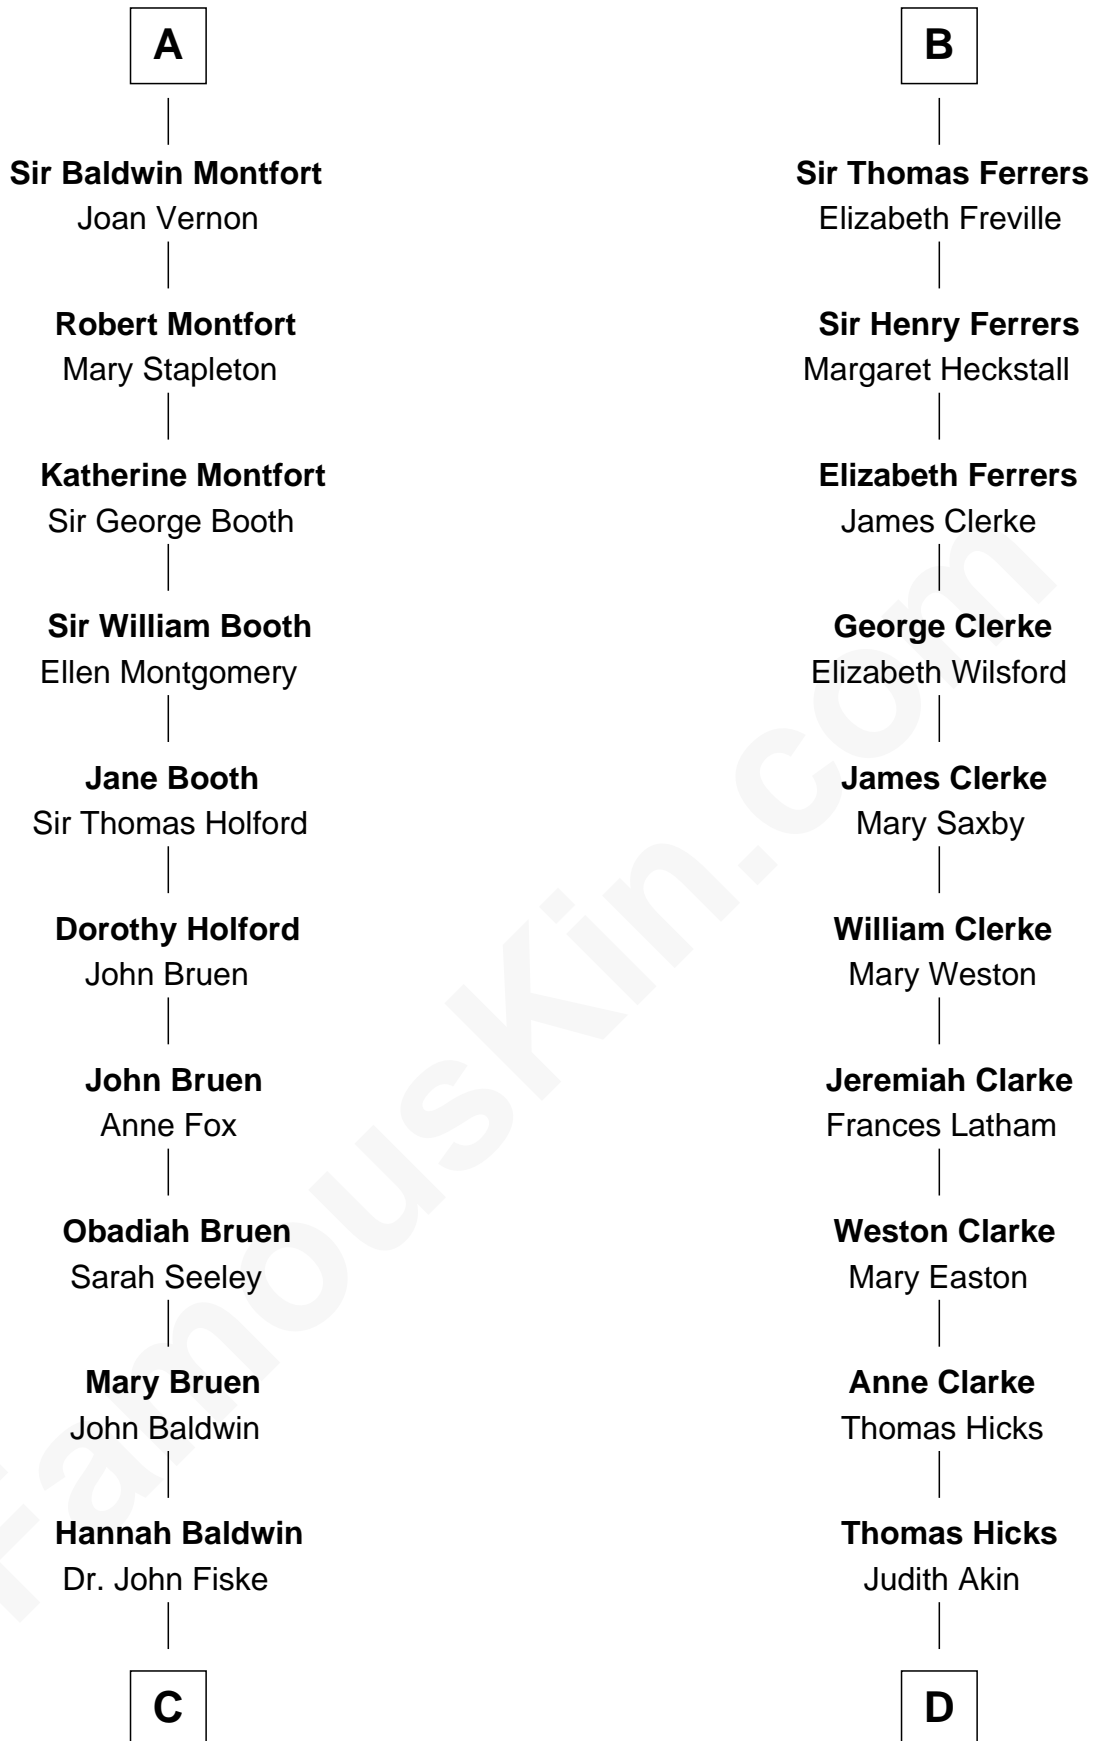 A
Sir Baldwin Montfort
Joan Vernon
Robert Montfort
Mary Stapleton
Katherine Montfort
Sir George Booth
Sir William Booth
Ellen Montgomery
Jane Booth
Sir Thomas Holford
Dorothy Holford
John Bruen
John Bruen
Anne Fox
Obadiah Bruen
Sarah Seeley
Mary Bruen
John Baldwin
Hannah Baldwin
Dr. John Fiske
C
B
Sir Thomas Ferrers
Elizabeth Freville
Sir Henry Ferrers
Margaret Heckstall
Elizabeth Ferrers
James Clerke
George Clerke
Elizabeth Wilsford
James Clerke
Mary Saxby
William Clerke
Mary Weston
Jeremiah Clarke
Frances Latham
Weston Clarke
Mary Easton
Anne Clarke
Thomas Hicks
Thomas Hicks
Judith Akin
D
FamousKin.com